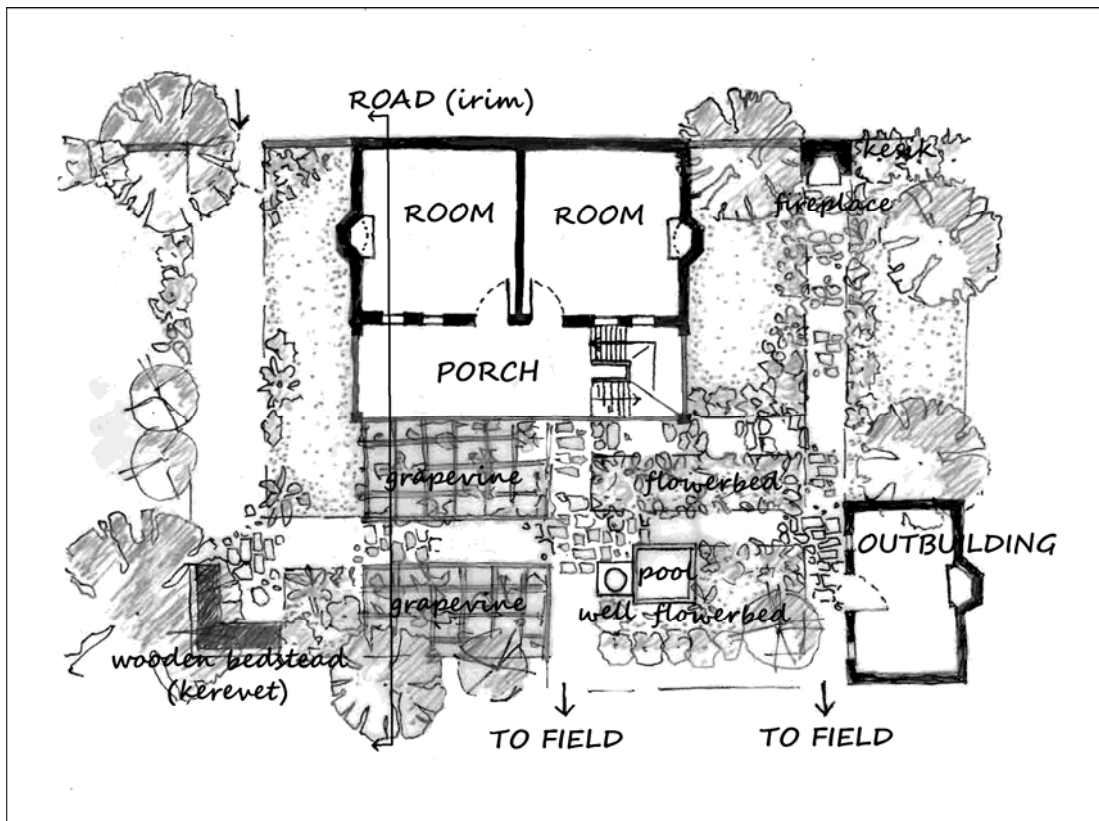 ROAD (irim)
kesik
fireplace
ROOM ROOM
PORCH
grapevine flowerbed
OUTBUILDING
pool
grapevine well flowerbed
wooden bedstead
(kerevet)
TO FIELD TO FIELD